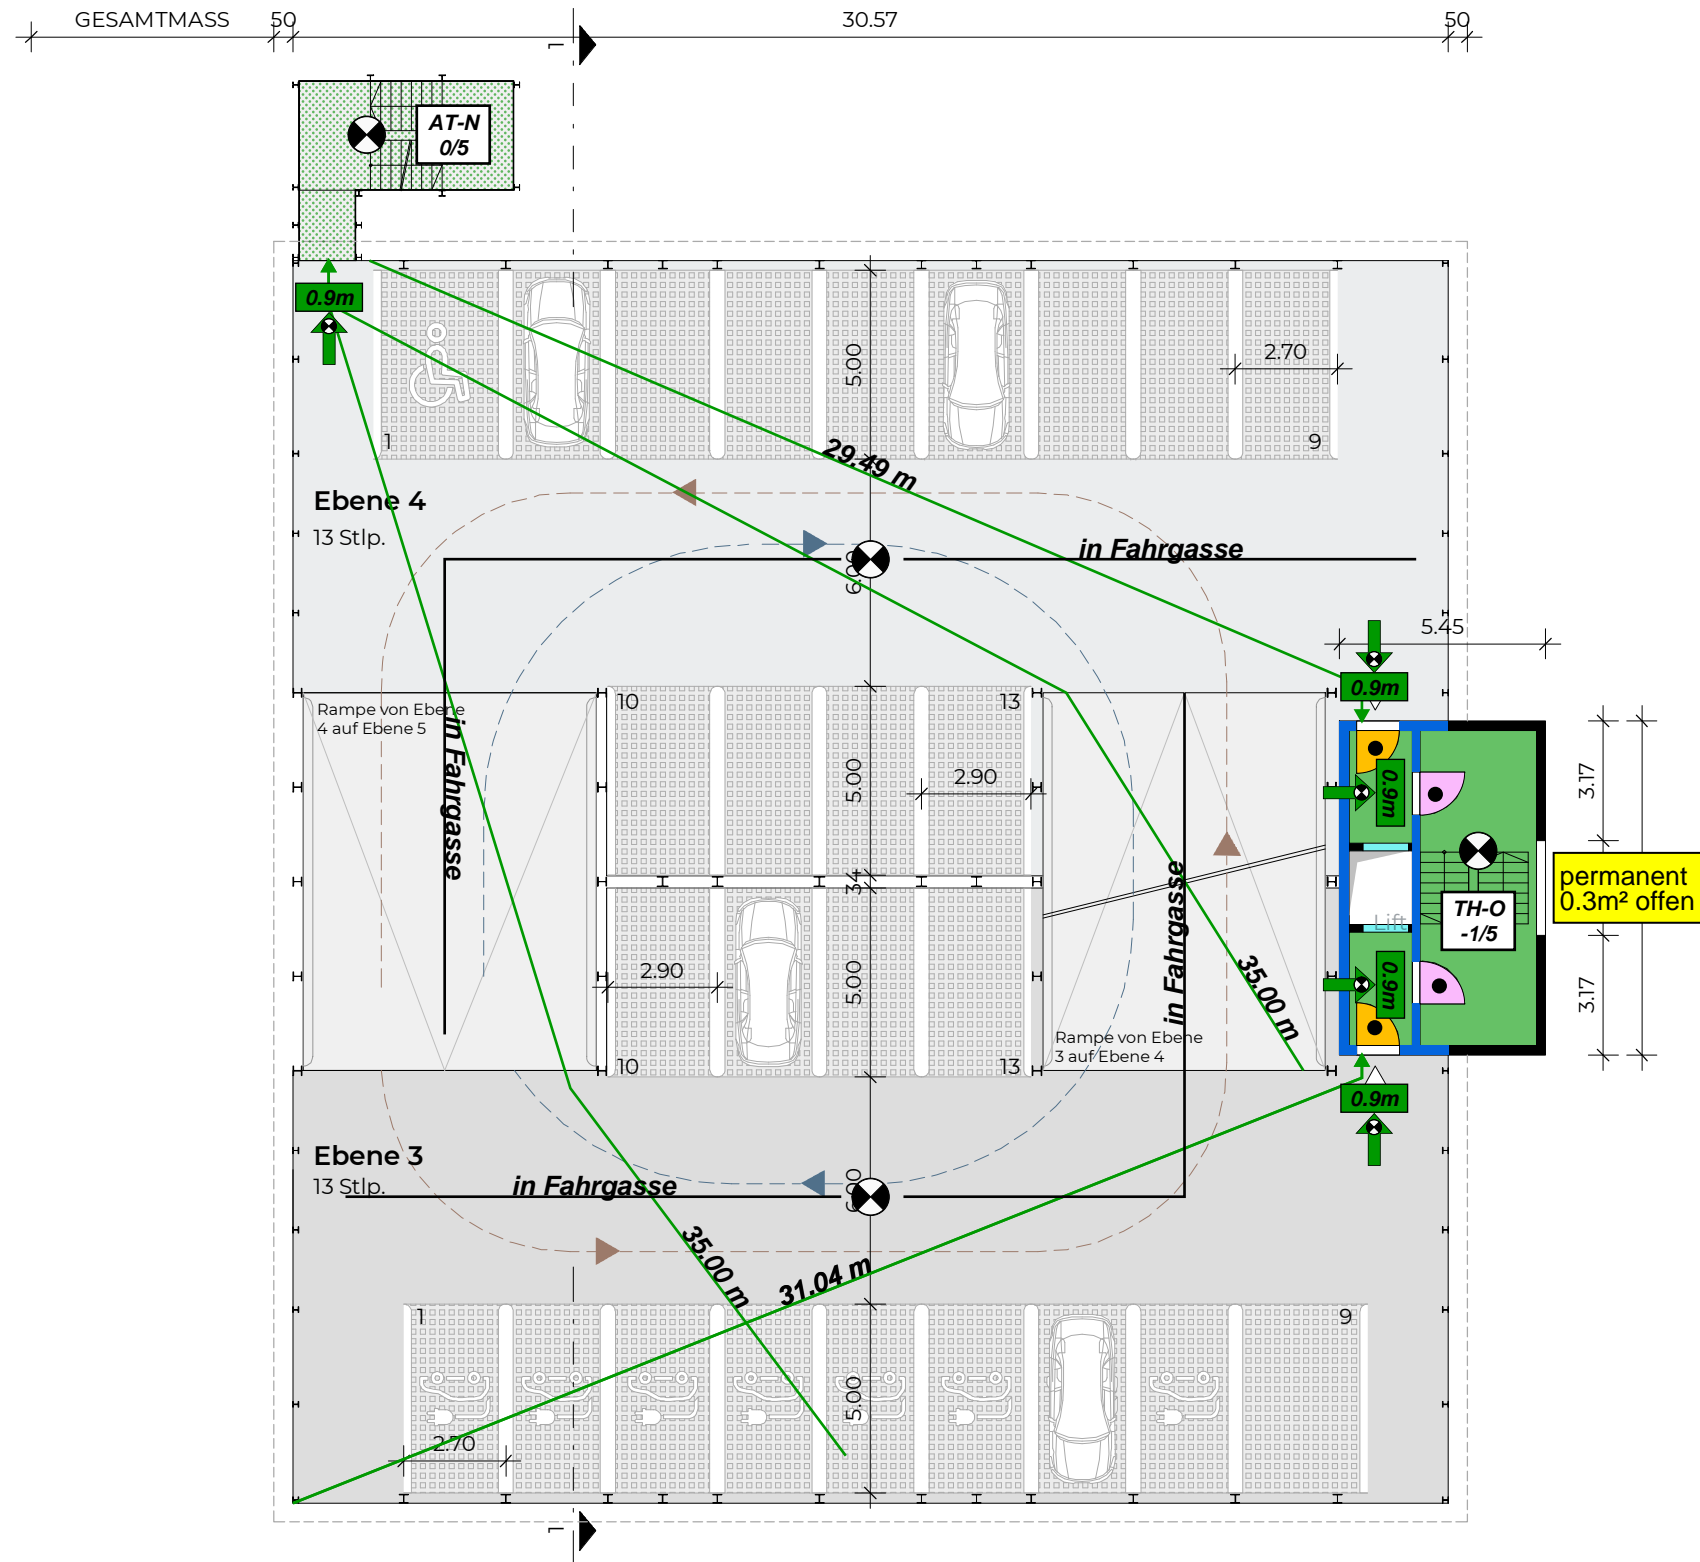 GESAMTMASS
50
30.57
50
1
AT-N
0/5
0.9m
5.00
2.70
1
9
29.49 m
Ebene 4
13 Stlp.
in Fahrgasse
6.00
5.45
0.9m
Rampe von Ebene
4 auf Ebene 5
10
13
in Fahrgasse
5.00
2.90
0.9m
3.17
34
permanent
0.3m² offen
Lift
TH-O
-1/5
in Fahrgasse
2.90
5.00
35.00 m
0.9m
3.17
Rampe von Ebene
3 auf Ebene 4
10
13
0.9m
Ebene 3
13 Stlp.
in Fahrgasse
6.00
35.00 m
31.04 m
1
9
5.00
2.70
1